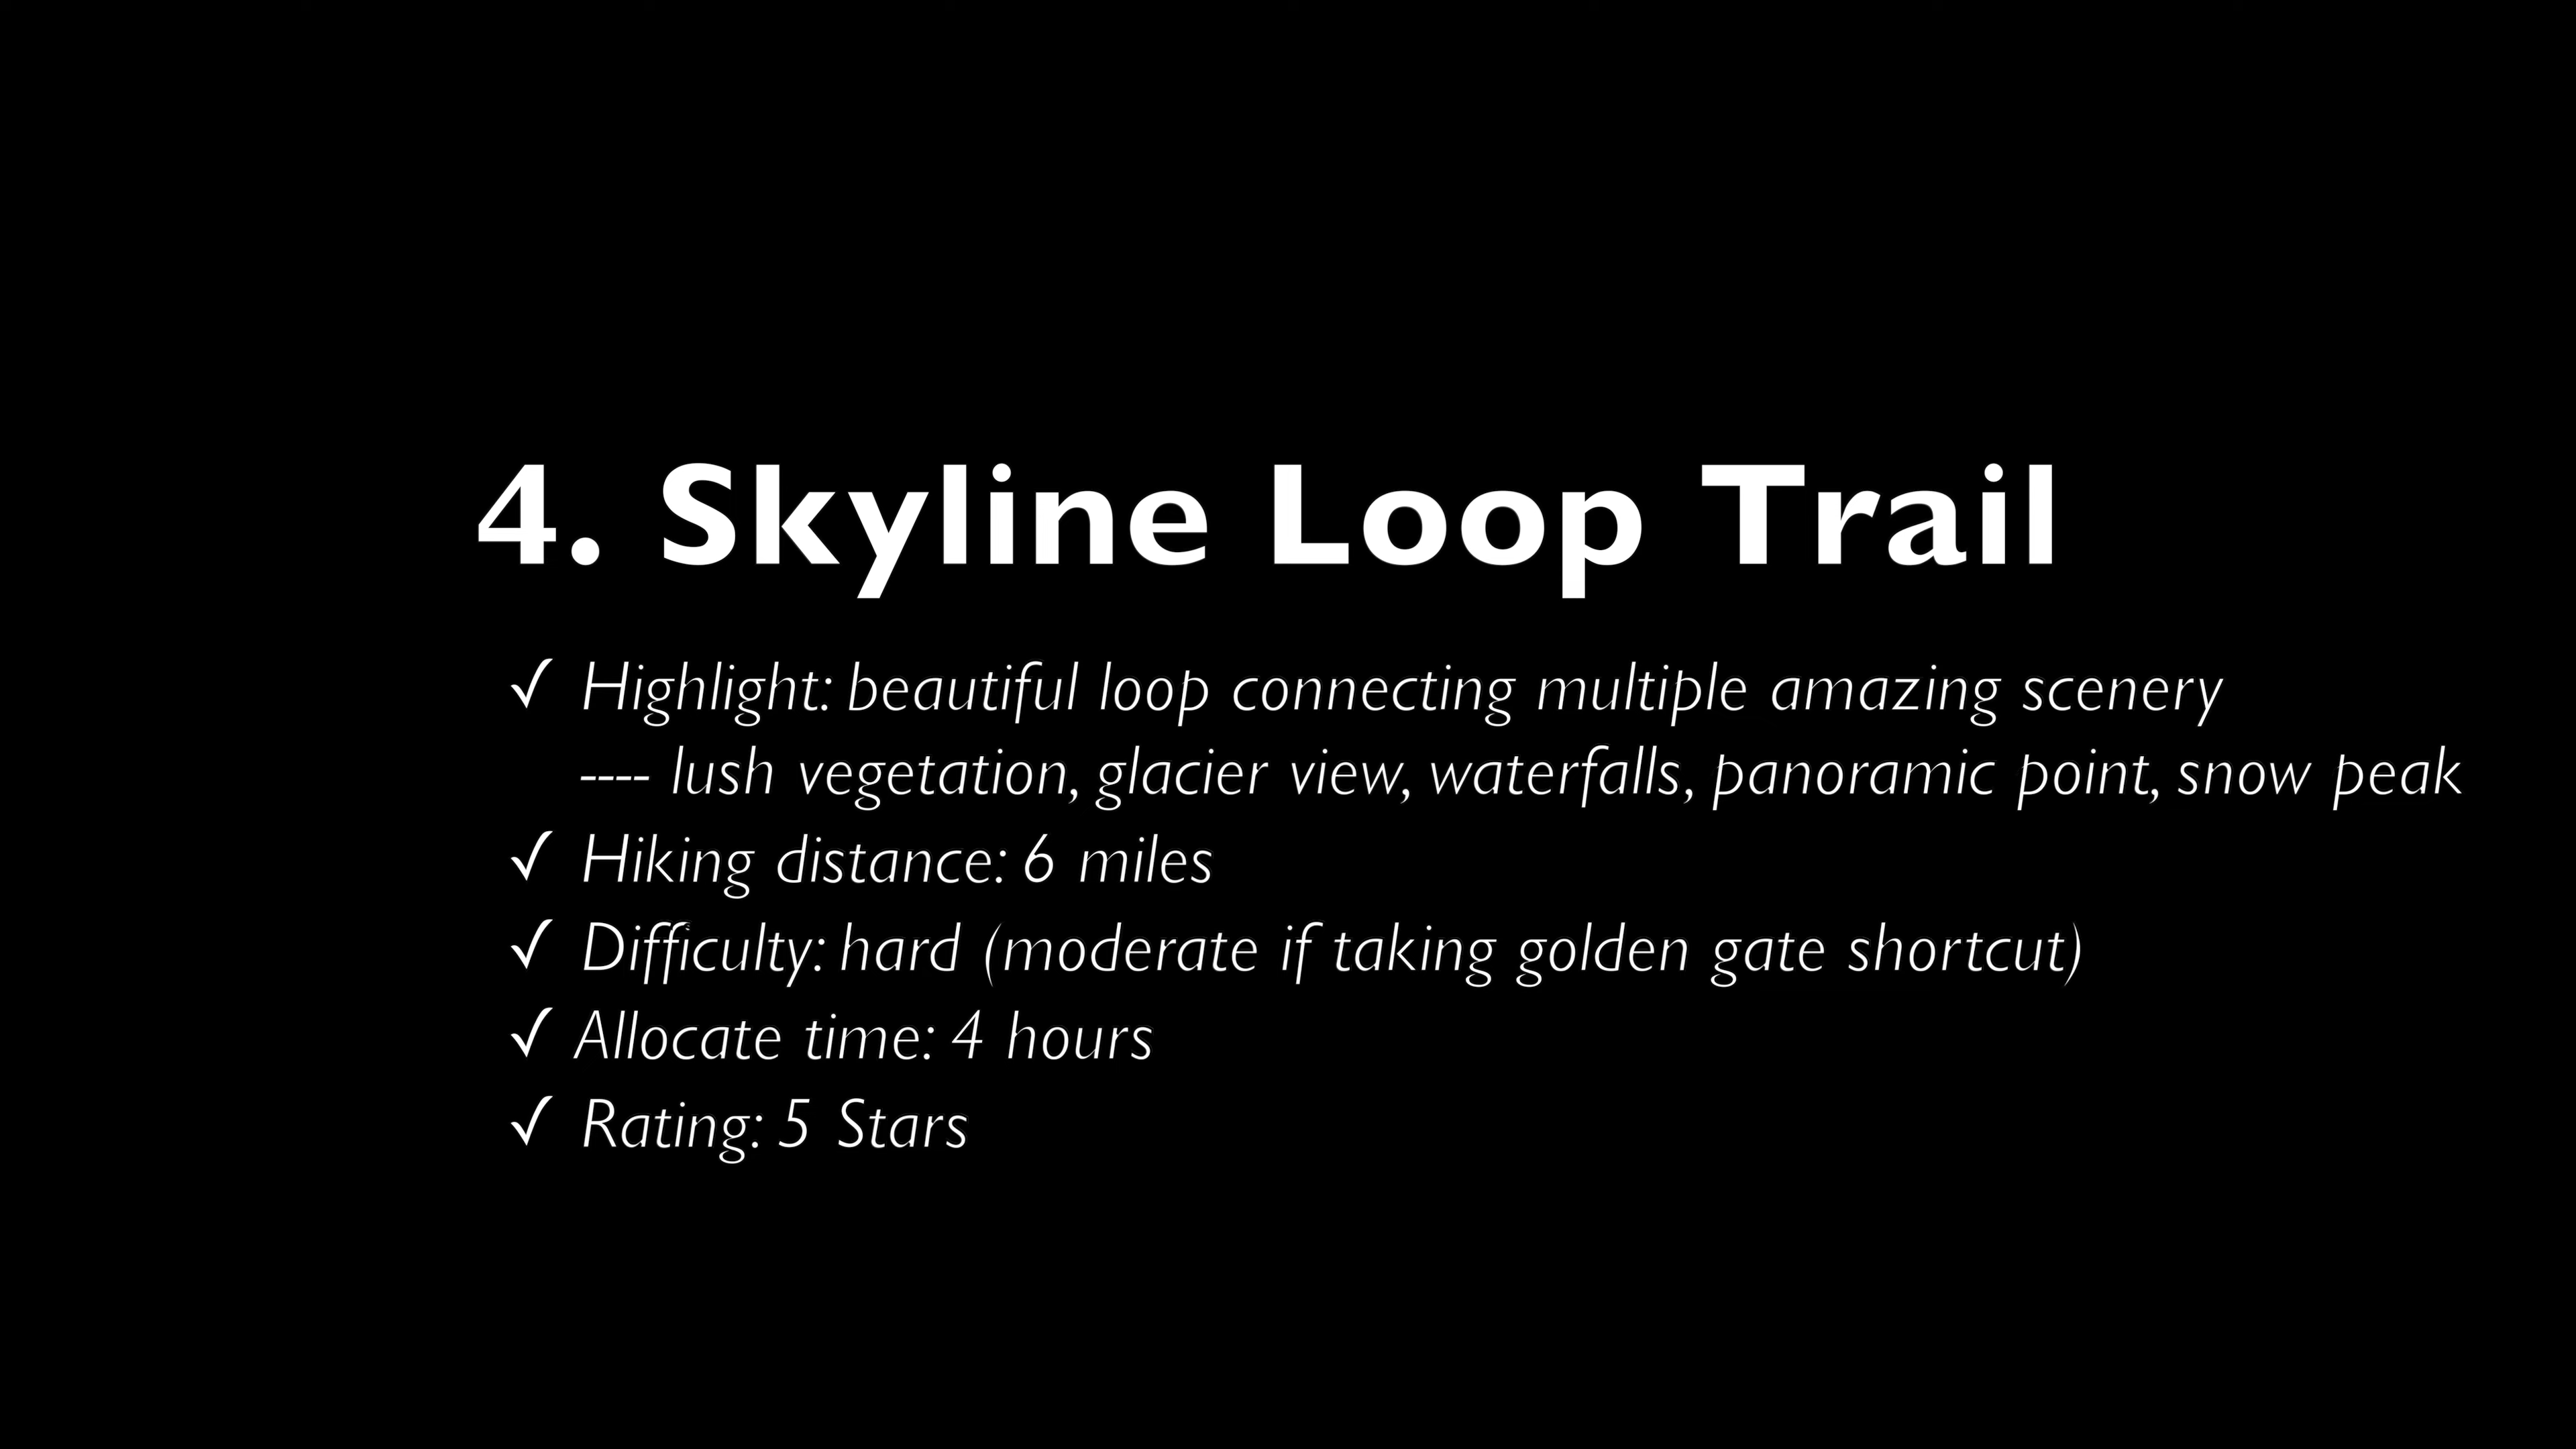 4. Skyline Loop Trail
✓ Highlight: beautiful loop connecting multiple amazing scenery
---- lush vegetation, glacier view, waterfalls, panoramic point, snow peak
✓ Hiking distance: 6 miles
✓ Difficulty: hard (moderate if taking golden gate shortcut)
✓ Allocate time: 4 hours
✓ Rating: 5 Stars